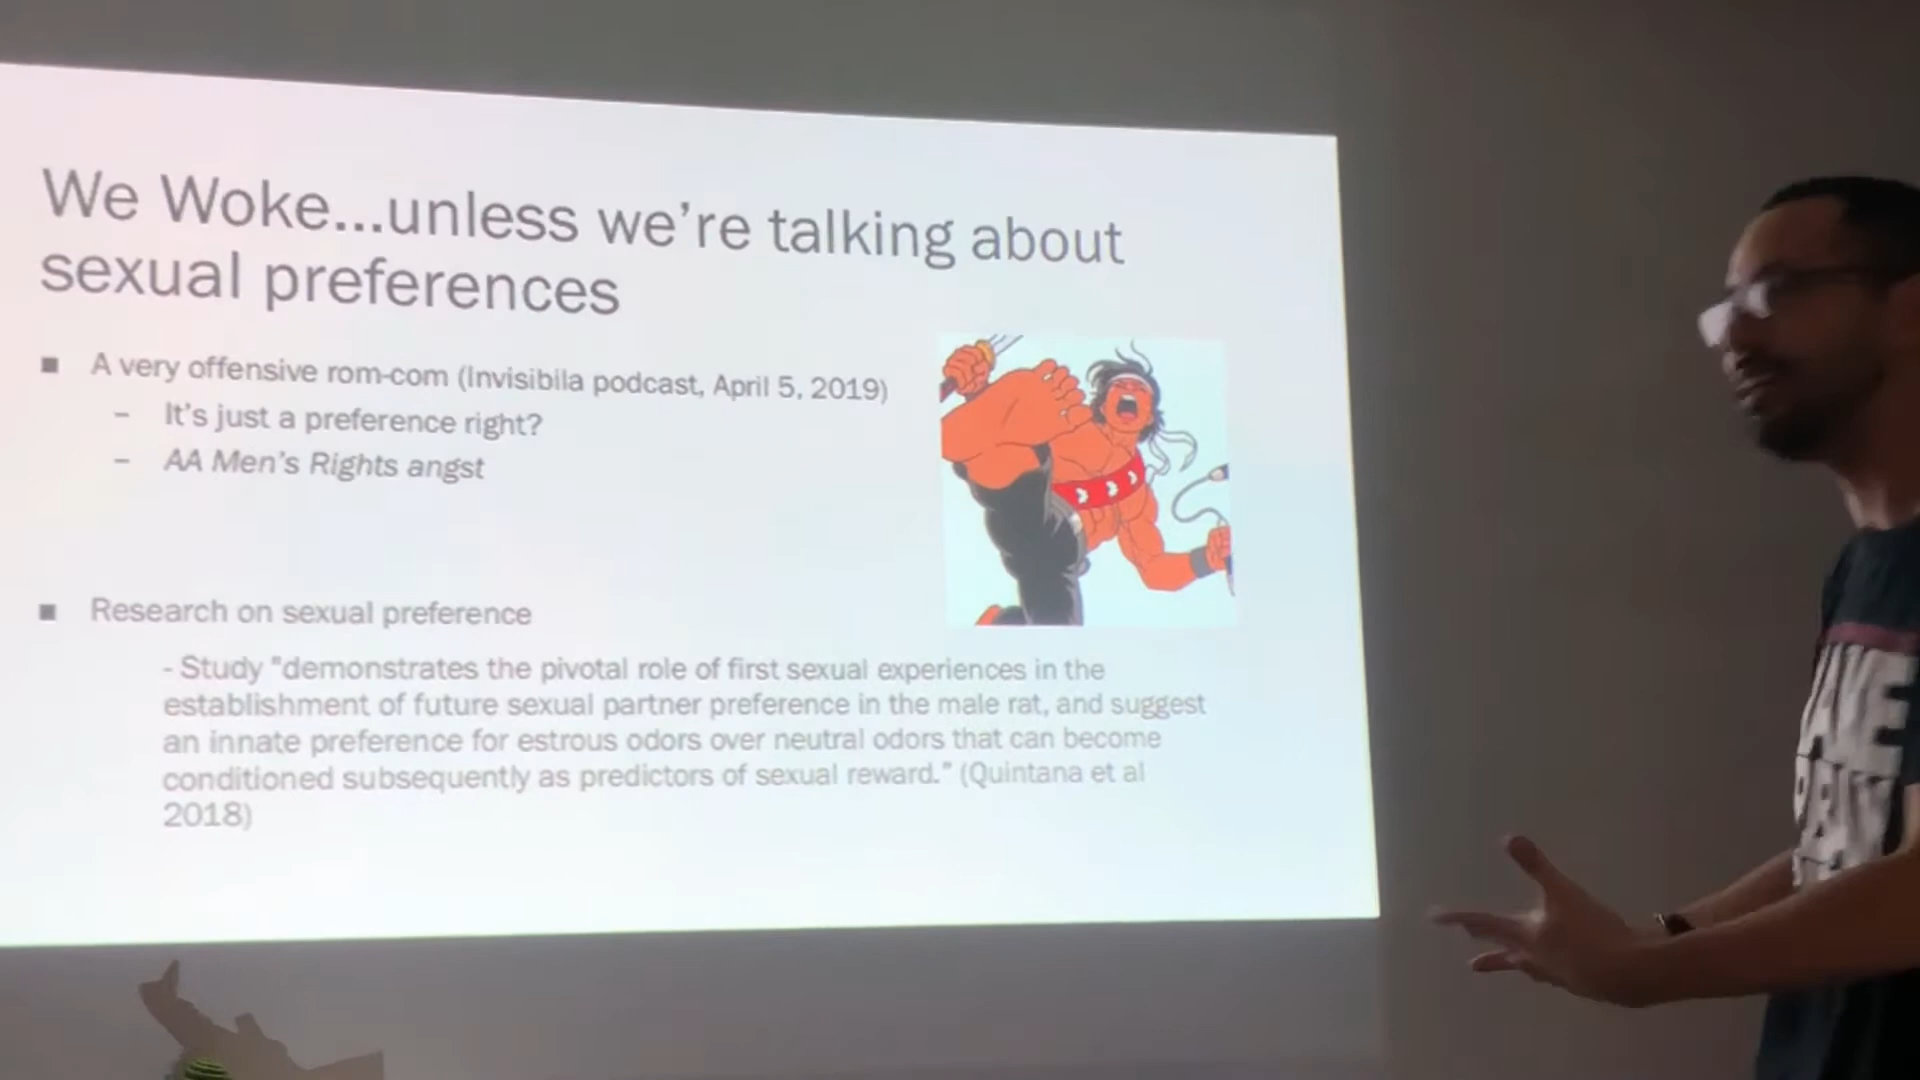 We Woke...unless we're talking about
sexual preferences
■ A very offensive rom-com (Invisibila podcast, April 5, 2019)
– It's just a preference right?
– AA Men's Rights angst
■ Research on sexual preference
- Study "demonstrates the pivotal role of first sexual experiences in the
establishment of future sexual partner preference in the male rat, and suggest
an innate preference for estrous odors over neutral odors that can become
conditioned subsequently as predictors of sexual reward." (Quintana et al
2018)